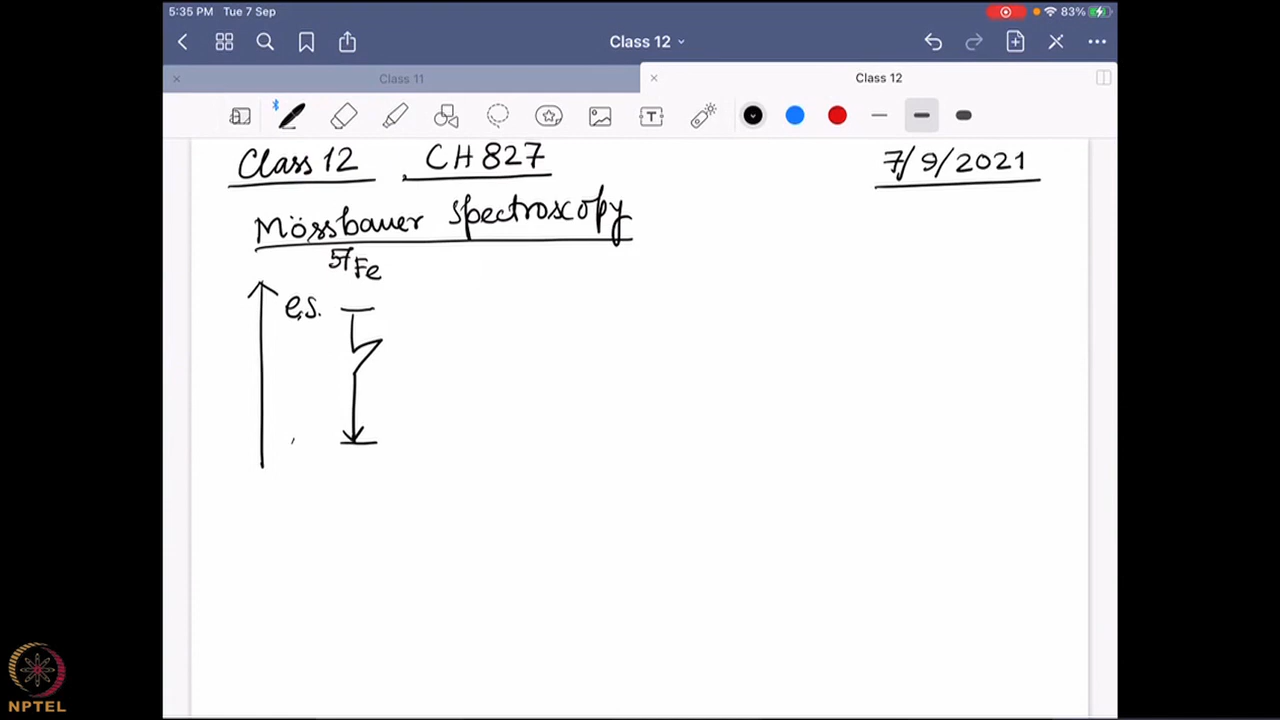 5:35 PM Tue 7 Sep 83%
Class 12
Class 11 Class 12
T
Class 12, CH 827 7/9/2021
Mössbauer spectroscopy
57Fe
e.s.
NPTEL